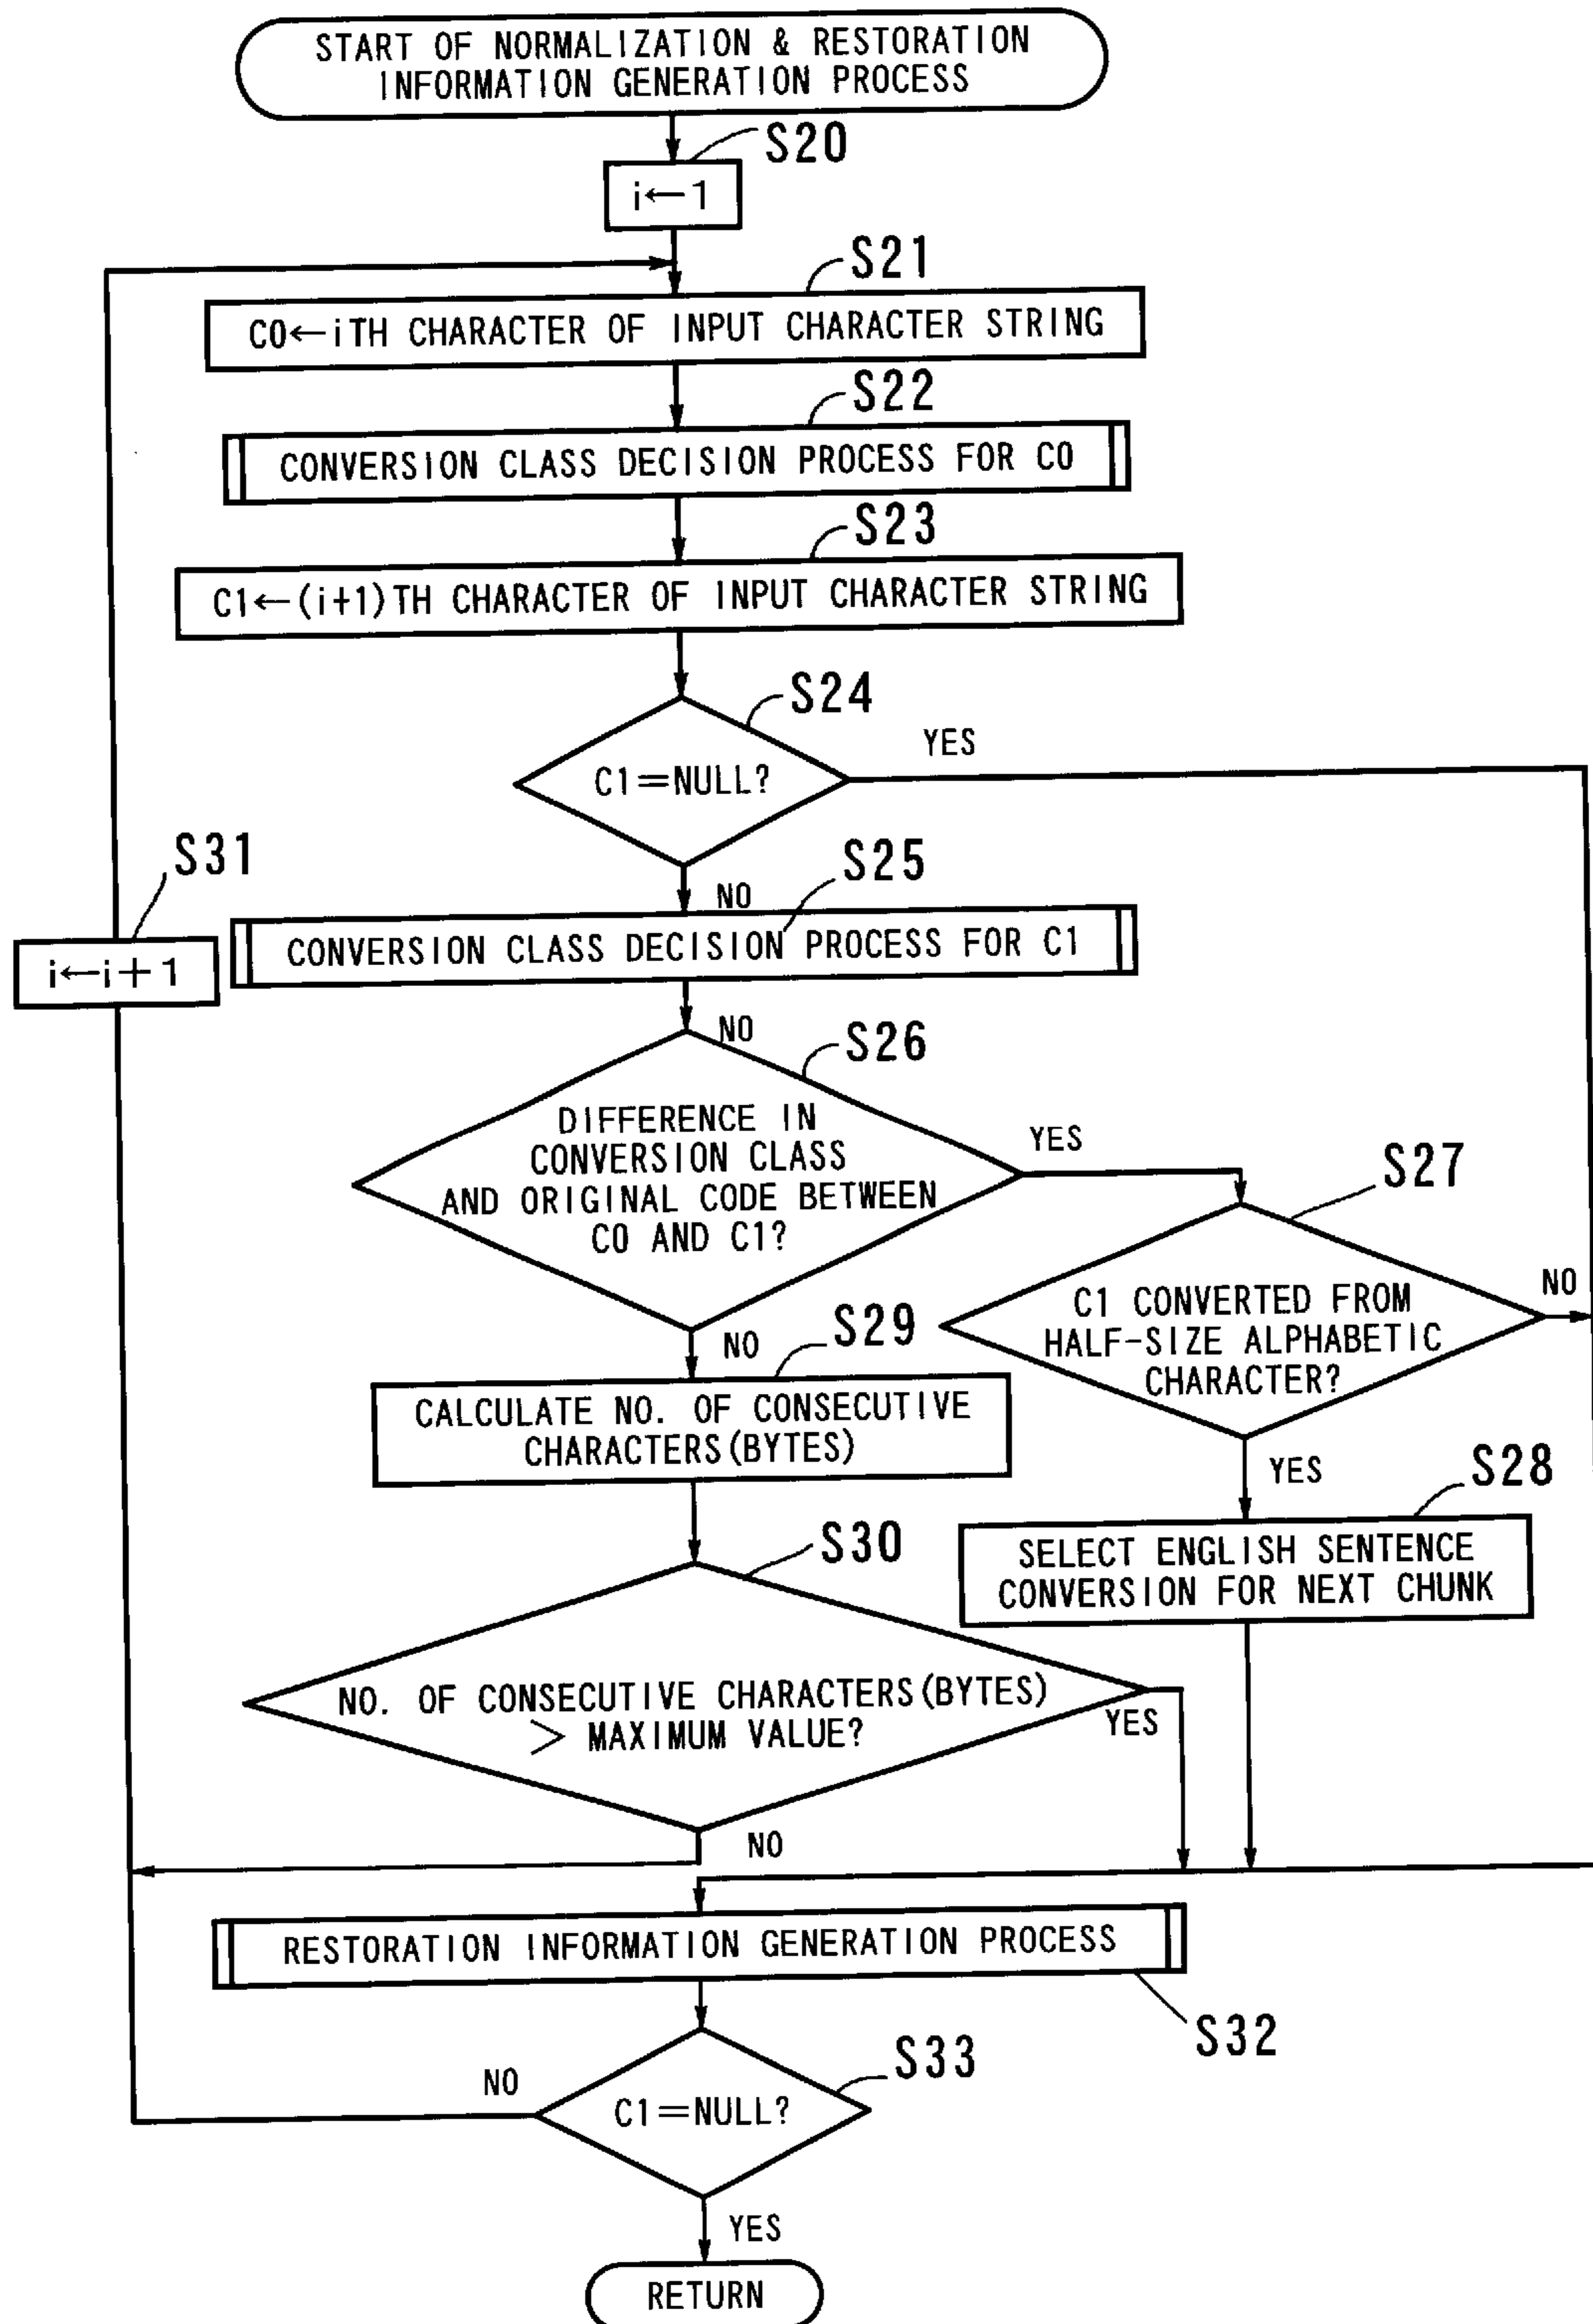 START OF NORMALIZATION & RESTORATION
INFORMATION GENERATION PROCESS
S20
i←1
S21
C0←iTH CHARACTER OF INPUT CHARACTER STRING
S22
CONVERSION CLASS DECISION PROCESS FOR C0
S23
C1←(i+1)TH CHARACTER OF INPUT CHARACTER STRING
S24
C1=NULL?
YES
NO
S31
i←i+1
S25
CONVERSION CLASS DECISION PROCESS FOR C1
NO
S26
DIFFERENCE IN
CONVERSION CLASS
AND ORIGINAL CODE BETWEEN
C0 AND C1?
YES
NO
S27
C1 CONVERTED FROM
HALF-SIZE ALPHABETIC
CHARACTER?
NO
YES
S28
SELECT ENGLISH SENTENCE
CONVERSION FOR NEXT CHUNK
S29
CALCULATE NO. OF CONSECUTIVE
CHARACTERS(BYTES)
S30
NO. OF CONSECUTIVE CHARACTERS(BYTES)
> MAXIMUM VALUE?
YES
NO
RESTORATION INFORMATION GENERATION PROCESS
S32
S33
C1=NULL?
NO
YES
RETURN